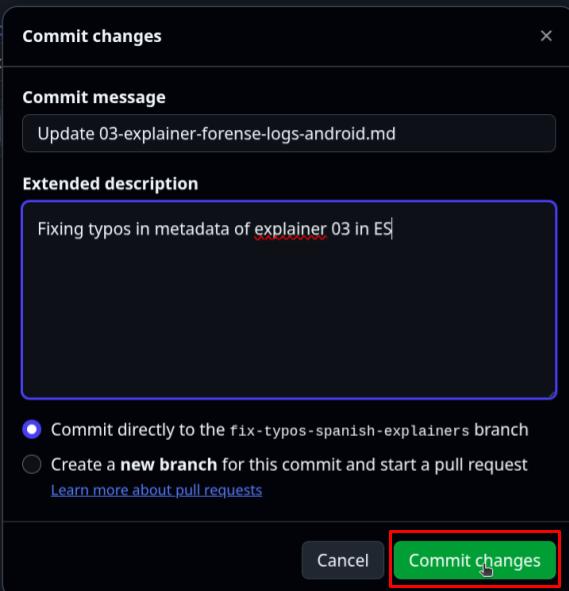 Commit changes
Commit message
Update 03-explainer-forense-logs-android.md
Extended description
Fixing typos in metadata of explainer 03 in ES
Commit directly to the fix-typos-spanish-explainers branch
Create a new branch for this commit and start a pull request
Learn more about pull requests
Cancel
Commit changes